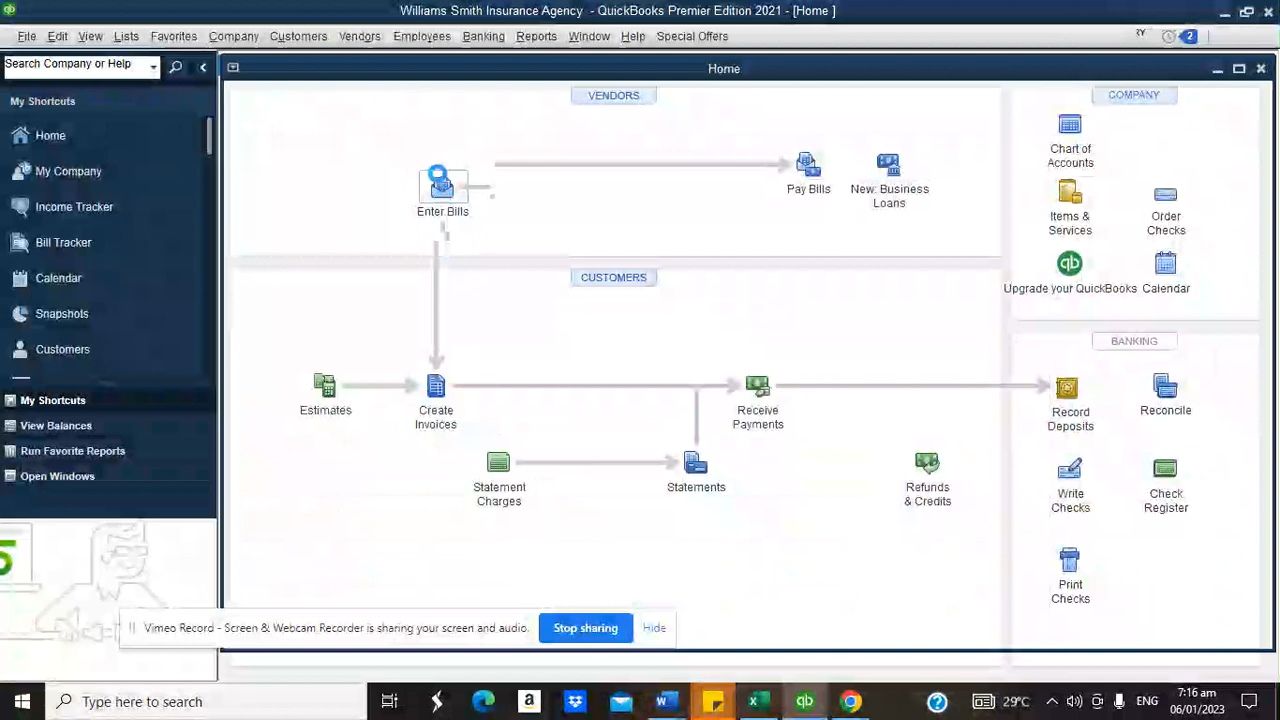 Williams Smith Insurance Agency - QuickBooks Premier Edition 2021 - [Home ]
File Edit View Lists Favorites Company Customers Vendors Employees Banking Reports Window Help Special Offers
RY 2
Search Company or Help
Home
My Shortcuts
Home
My Company
Income Tracker
Bill Tracker
Calendar
Snapshots
Customers
My Shortcuts
View Balances
Run Favorite Reports
Open Windows
VENDORS
Enter Bills
Pay Bills
New: Business
Loans
CUSTOMERS
Estimates
Create
Invoices
Receive
Payments
Statement
Charges
Statements
Refunds
& Credits
COMPANY
Chart of
Accounts
Items &
Services
Order
Checks
qb
Upgrade your QuickBooks
Calendar
BANKING
Record
Deposits
Reconcile
Write
Checks
Check
Register
Print
Checks
5
Vimeo Record - Screen & Webcam Recorder is sharing your screen and audio.
Stop sharing
Hide
Type here to search
29°C
ENG
7:16 am
06/01/2023